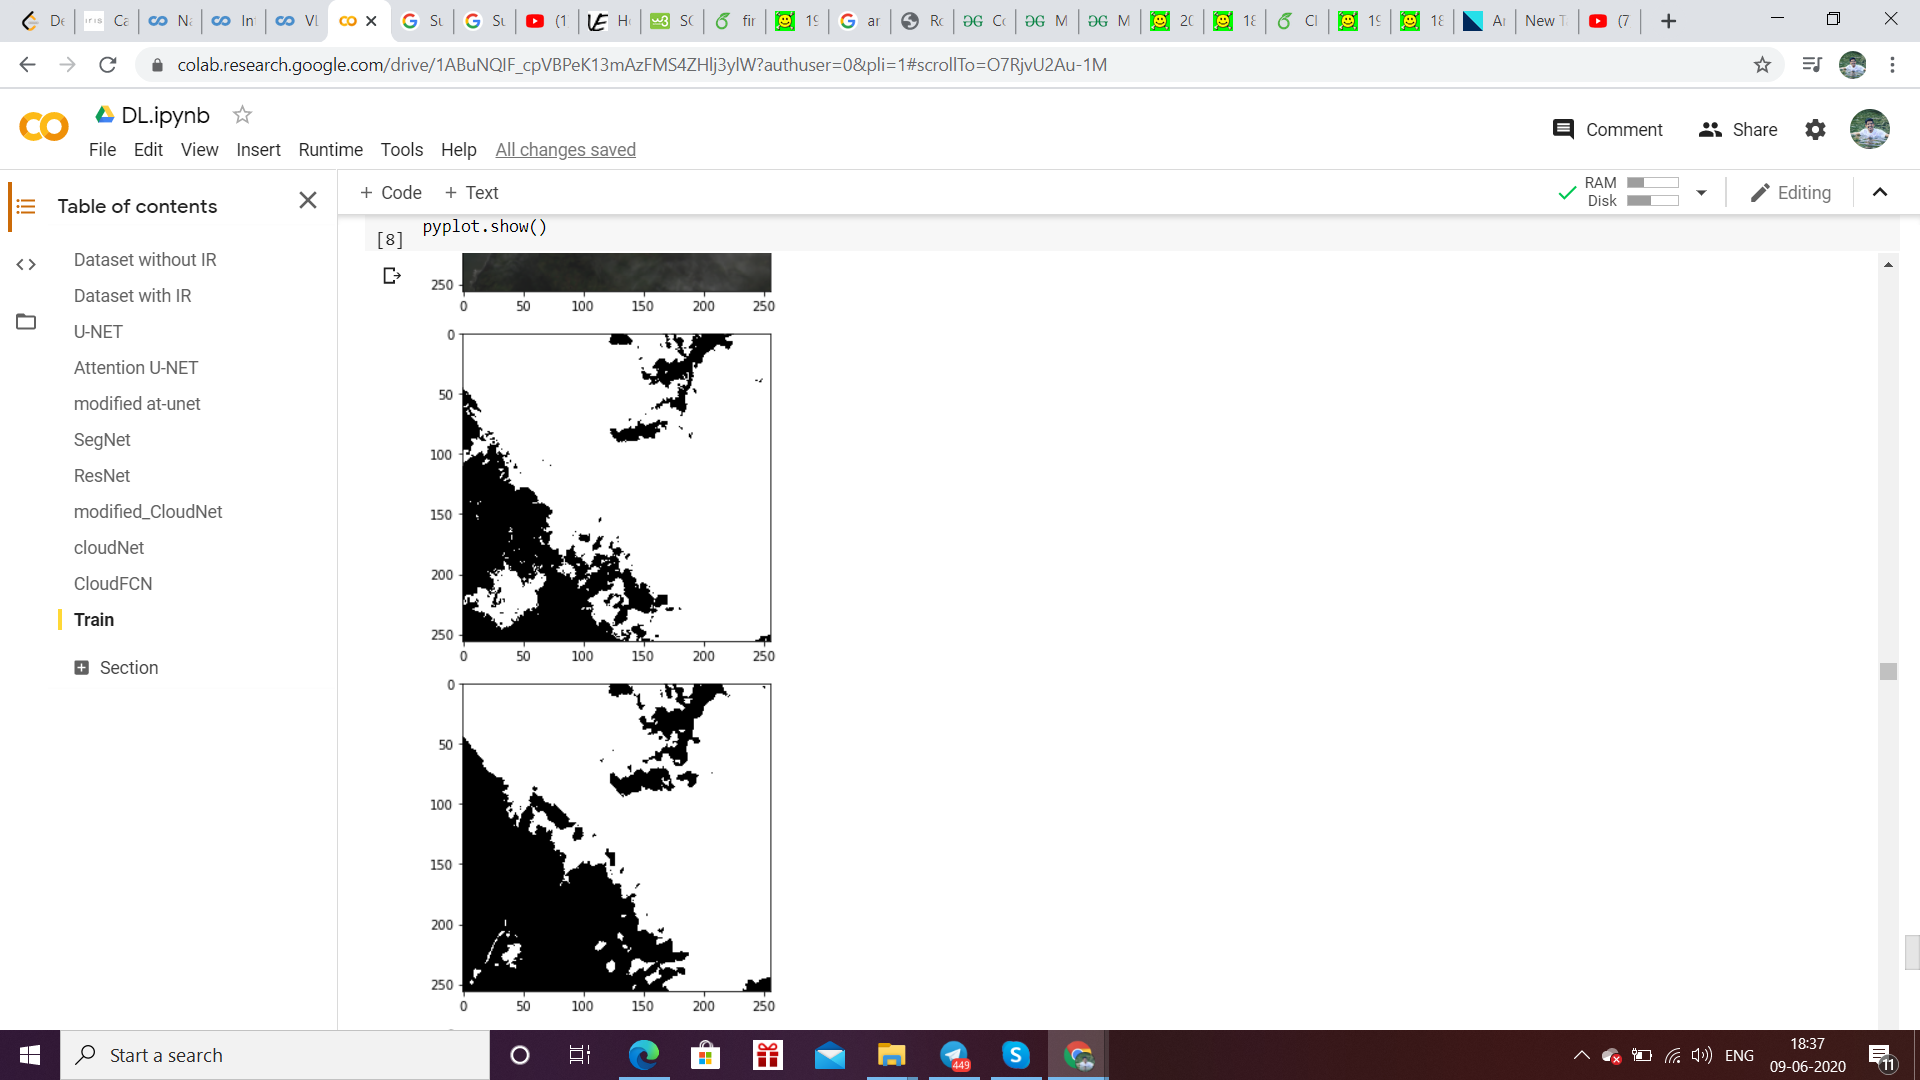 De Ca Na In VL Su Su (1 Ho SC fir 19 ar Ro Co M M 20 18 Cl 19 18 Ar New T (7
colab.research.google.com/drive/1ABuNQIF_cpVBPeK13mAzFMS4ZHlj3ylW?authuser=0&pli=1#scrollTo=O7RjvU2Au-1M
DL.ipynb
Comment Share
File Edit View Insert Runtime Tools Help All changes saved
Table of contents
+ Code + Text
RAM
Disk
Editing
Dataset without IR
Dataset with IR
U-NET
Attention U-NET
modified at-unet
SegNet
ResNet
modified_CloudNet
cloudNet
CloudFCN
Train
Section
pyplot.show()
[8]
250
0 50 100 150 200 250
0
50
100
150
200
250
0 50 100 150 200 250
0
50
100
150
200
250
0 50 100 150 200 250
Start a search
449
ENG
18:37
09-06-2020
11